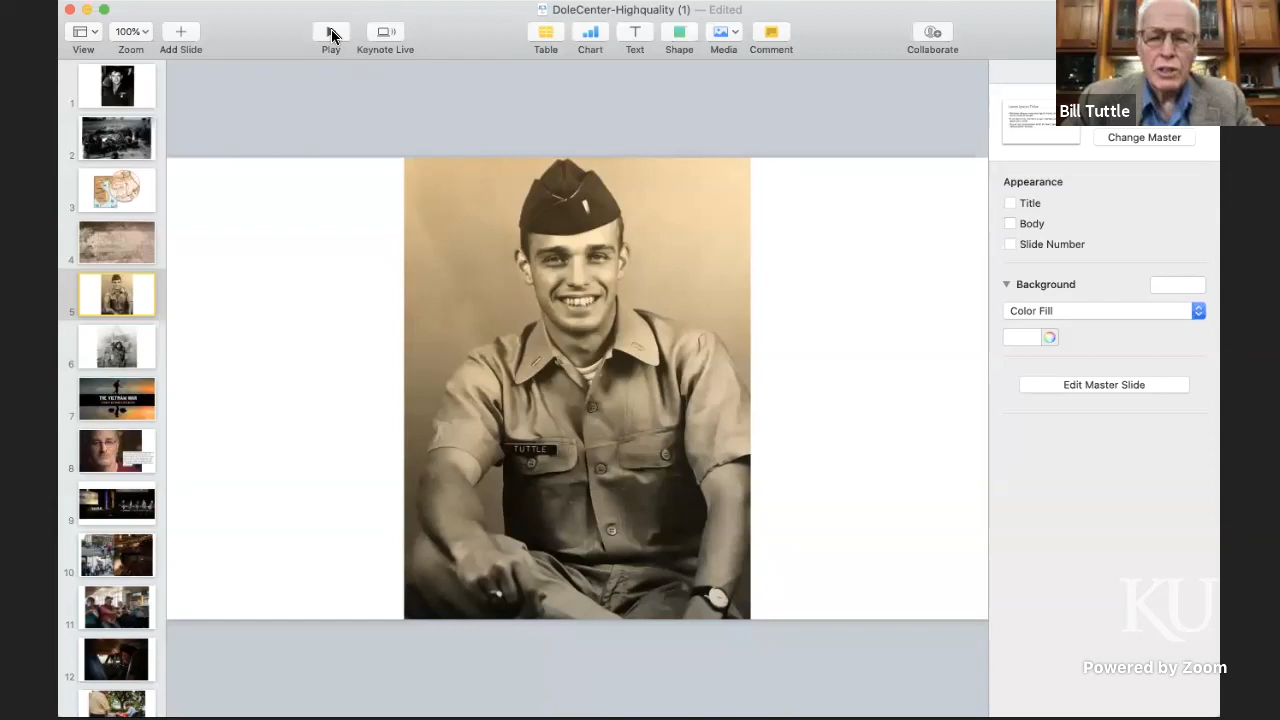 DoleCenter-Highquality (1) — Edited
100%
View
Zoom
Add Slide
Play
Keynote Live
Table
Chart
Text
Shape
Media
Comment
Collaborate
Bill Tuttle
Change Master
Appearance
Title
Body
Slide Number
Background
Color Fill
Edit Master Slide
TUTTLE
1
2
3
4
5
6
7
THE VIETNAM WAR
8
9
10
11
12
KU
Powered by Zoom